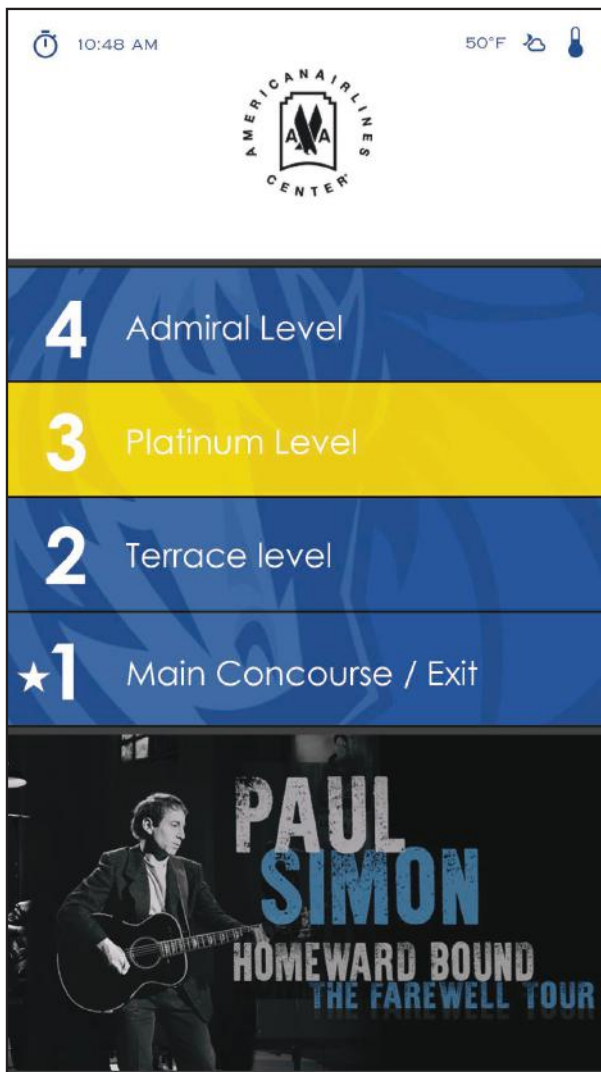 10:48 AM
50°F
AMERICAN AIRLINES
CENTER
AA
4 Admiral Level
3 Platinum Level
2 Terrace level
★1 Main Concourse / Exit
PAUL
SIMON
HOMEWARD BOUND
THE FAREWELL TOUR